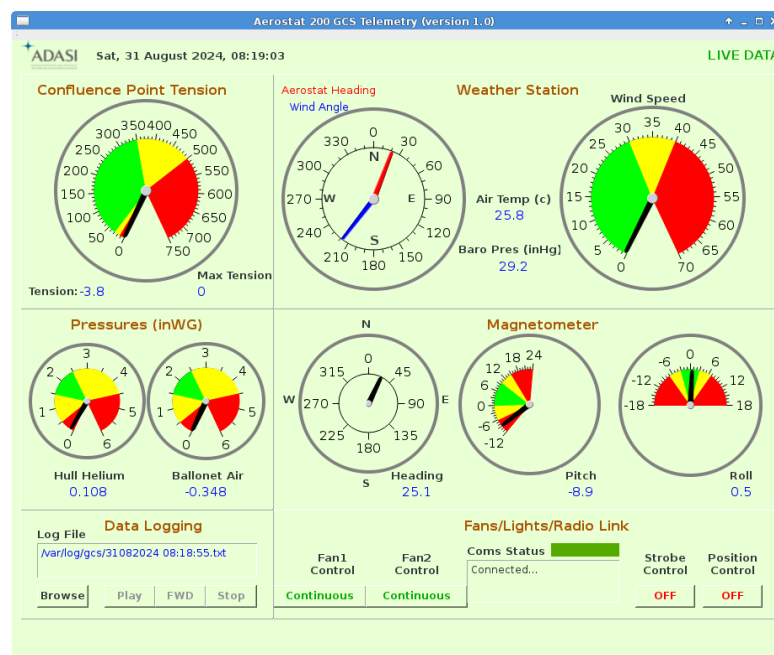 Aerostat 200 GCS Telemetry (version 1.0)
ADASI
Sat, 31 August 2024, 08:19:03
LIVE DATA
Confluence Point Tension
0
50
100
150
200
250
300
350
400
450
500
550
600
650
700
750
Max Tension
Tension: -3.8
0
Aerostat Heading
Wind Angle
Weather Station
0
30
60
90
120
150
180
210
240
270
300
330
N
E
S
W
Air Temp (c)
25.8
Baro Pres (inHg)
29.2
Wind Speed
0
5
10
15
20
25
30
35
40
45
50
55
60
65
70
Pressures (inWG)
0
1
2
3
4
5
6
0
1
2
3
4
5
6
Hull Helium
0.108
Ballonet Air
-0.348
Magnetometer
N
0
45
90
135
180
225
270
315
W
E
S
Heading
25.1
-12
-6
0
6
12
18
24
Pitch
-8.9
-18
-12
-6
0
6
12
18
Roll
0.5
Data Logging
Log File
/var/log/gcs/31082024 08:18:55.txt
Browse
Play
FWD
Stop
Fans/Lights/Radio Link
Fan1
Control
Continuous
Fan2
Control
Continuous
Coms Status
Connected...
Strobe
Control
OFF
Position
Control
OFF